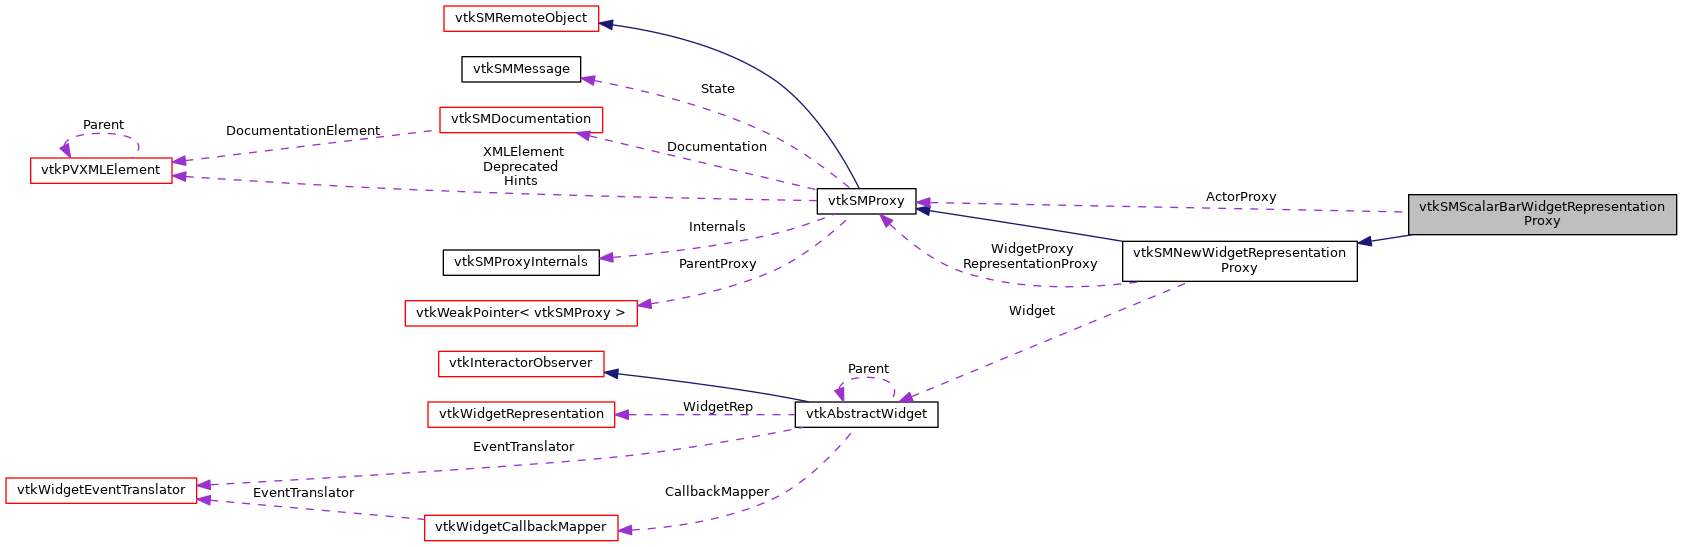 vtkSMRemoteObject
vtkSMMessage
State
vtkSMDocumentation
Parent
DocumentationElement
Documentation
XMLElement
Deprecated
Hints
vtkPVXMLElement
vtkSMProxy
ActorProxy
vtkSMScalarBarWidgetRepresentation
Proxy
Internals
WidgetProxy
RepresentationProxy
vtkSMNewWidgetRepresentation
Proxy
vtkSMProxyInternals
ParentProxy
vtkWeakPointer< vtkSMProxy >
Widget
vtkInteractorObserver
Parent
vtkWidgetRepresentation
WidgetRep
vtkAbstractWidget
EventTranslator
vtkWidgetEventTranslator
EventTranslator
CallbackMapper
vtkWidgetCallbackMapper